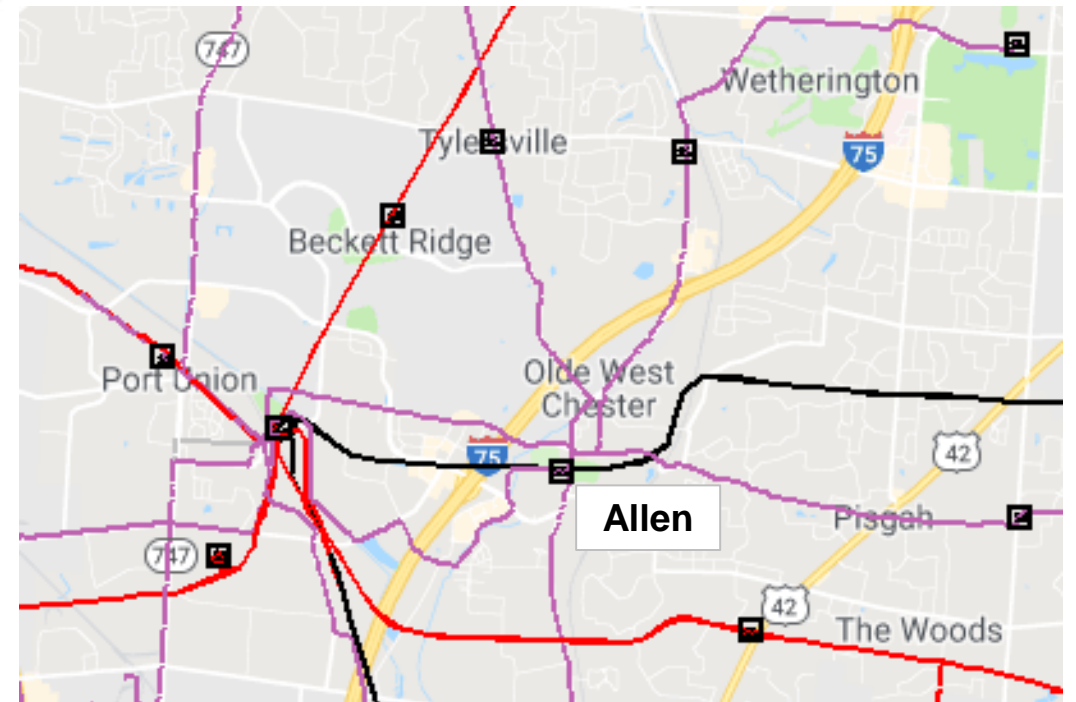 747
Wetherington
Tylersville
75
Beckett Ridge
Port Union
Olde West
Chester
75
42
Allen
Pisgah
747
42
The Woods